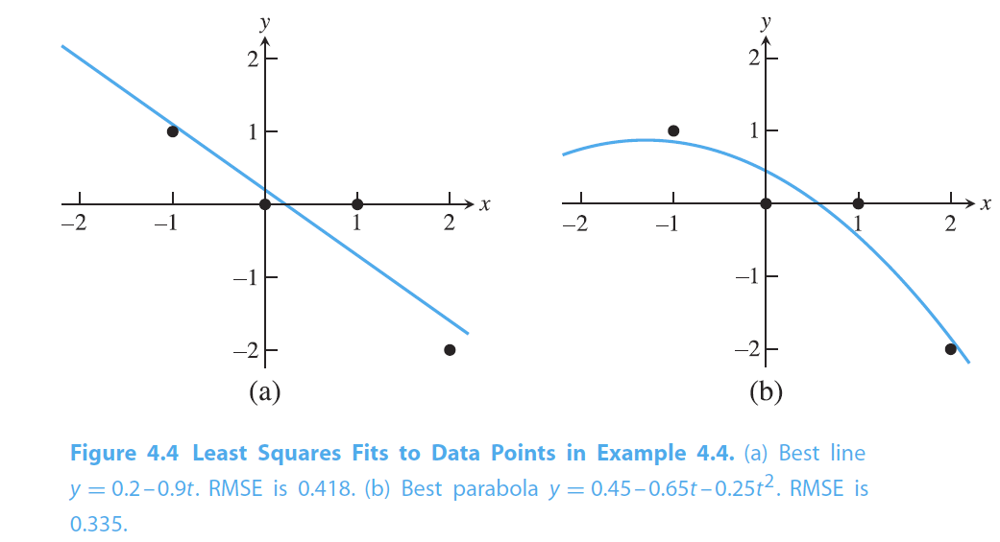 y
2
1
–2
–1
1
2
x
–1
–2
(a)
y
2
1
–2
–1
1
2
x
–1
–2
(b)
Figure 4.4 Least Squares Fits to Data Points in Example 4.4. (a) Best line
y = 0.2 – 0.9t. RMSE is 0.418. (b) Best parabola y = 0.45 – 0.65t – 0.25t². RMSE is
0.335.